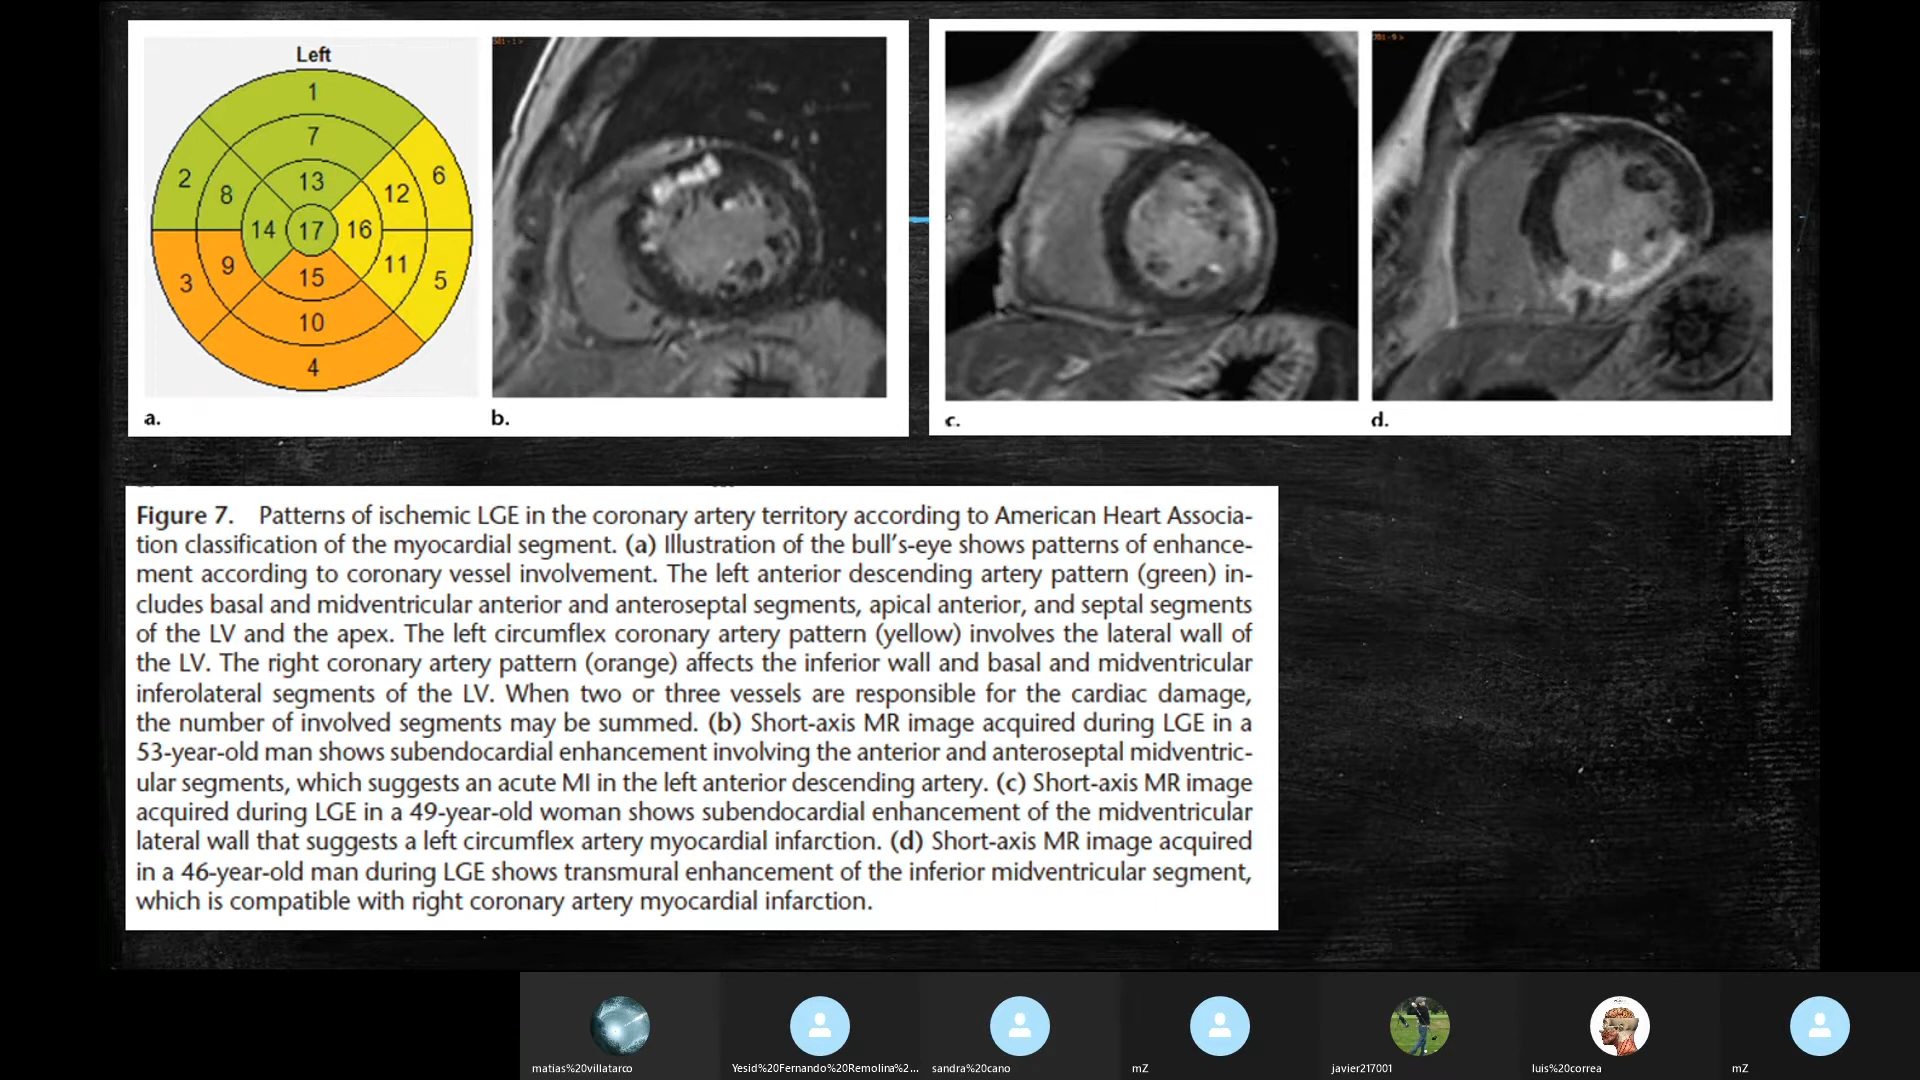 Left
1
7
13
2
8
14
17
16
12
6
3
9
15
11
5
10
4
a.
b.
c.
d.
Figure 7. Patterns of ischemic LGE in the coronary artery territory according to American Heart Associa-
tion classification of the myocardial segment. (a) Illustration of the bull's-eye shows patterns of enhance-
ment according to coronary vessel involvement. The left anterior descending artery pattern (green) in-
cludes basal and midventricular anterior and anteroseptal segments, apical anterior, and septal segments
of the LV and the apex. The left circumflex coronary artery pattern (yellow) involves the lateral wall of
the LV. The right coronary artery pattern (orange) affects the inferior wall and basal and midventricular
inferolateral segments of the LV. When two or three vessels are responsible for the cardiac damage,
the number of involved segments may be summed. (b) Short-axis MR image acquired during LGE in a
53-year-old man shows subendocardial enhancement involving the anterior and anteroseptal midventric-
ular segments, which suggests an acute MI in the left anterior descending artery. (c) Short-axis MR image
acquired during LGE in a 49-year-old woman shows subendocardial enhancement of the midventricular
lateral wall that suggests a left circumflex artery myocardial infarction. (d) Short-axis MR image acquired
in a 46-year-old man during LGE shows transmural enhancement of the inferior midventricular segment,
which is compatible with right coronary artery myocardial infarction.
matias%20villatarco
Yesid%20Fernando%20Remolina%2...
sandra%20cano
mZ
javier217001
luis%20correa
mZ